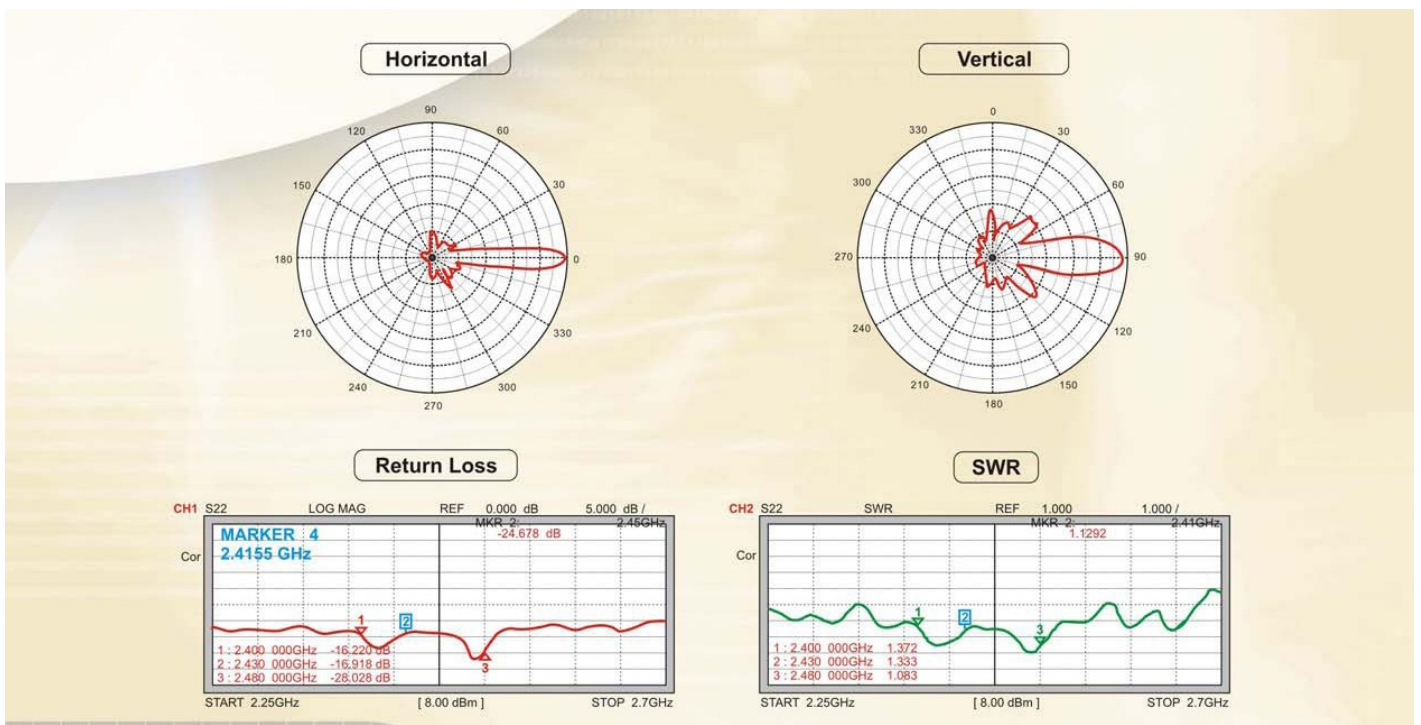 Horizontal
90
120
60
150
30
180
0
210
330
240
300
270
Vertical
0
330
30
300
60
270
90
240
120
210
150
180
Return Loss
CH1 S22 LOG MAG REF 0.000 dB 5.000 dB /
MKR 2: 2.45GHz
-24.678 dB
MARKER 4
2.4155 GHz
Cor
1
2
3
1 : 2.400 000GHz -16.220 dB
2 : 2.430 000GHz -16.918 dB
3 : 2.480 000GHz -28.028 dB
START 2.25GHz [ 8.00 dBm ] STOP 2.7GHz
SWR
CH2 S22 SWR REF 1.000 1.000 /
MKR 2: 2.41GHz
1.1292
Cor
1
2
3
1 : 2.400 000GHz 1.372
2 : 2.430 000GHz 1.333
3 : 2.480 000GHz 1.083
START 2.25GHz [ 8.00 dBm ] STOP 2.7GHz